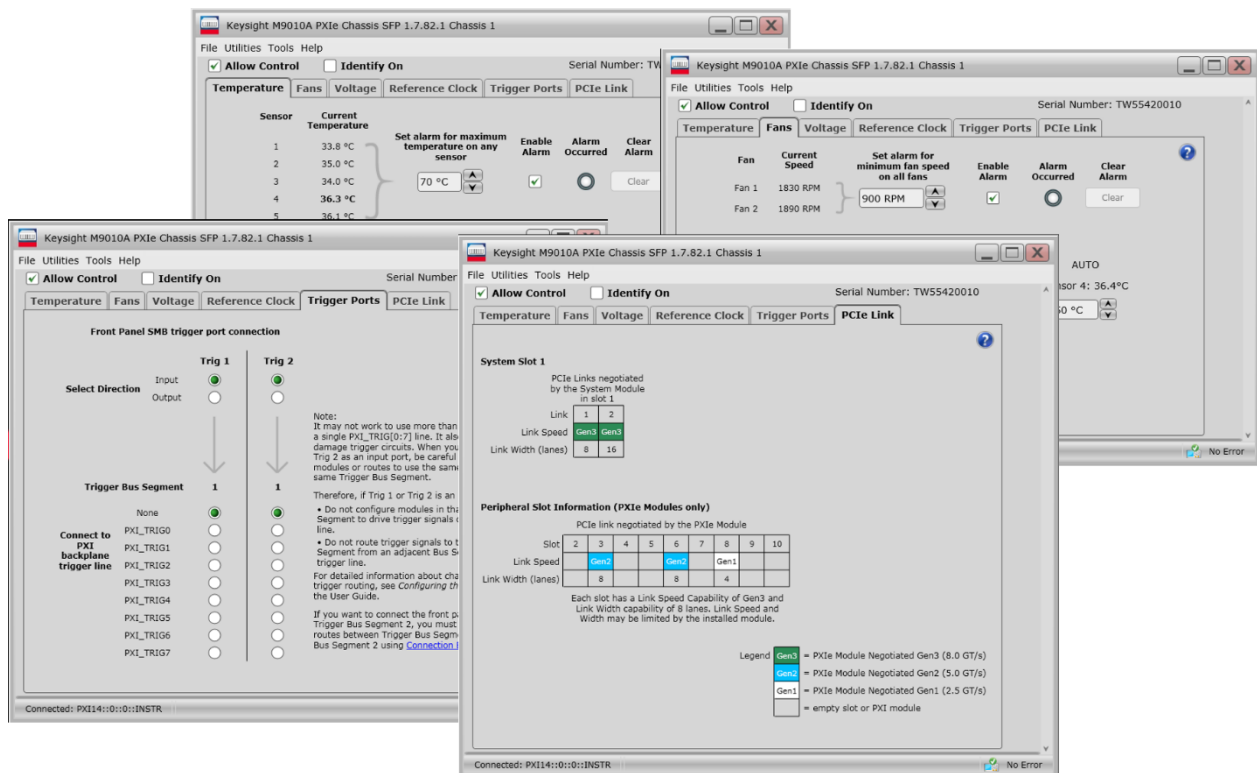 Keysight M9010A PXIe Chassis SFP 1.7.82.1 Chassis 1
File Utilities Tools Help
Allow Control Identify On Serial Number: TW
Temperature Fans Voltage Reference Clock Trigger Ports PCIe Link
Sensor Current
Temperature
Set alarm for maximum
temperature on any
sensor
Enable
Alarm
Alarm
Occurred
Clear
Alarm
1 33.8 °C
2 35.0 °C
3 34.0 °C
4 36.3 °C
5 36.1 °C
70 °C
Clear
Keysight M9010A PXIe Chassis SFP 1.7.82.1 Chassis 1
File Utilities Tools Help
Allow Control Identify On Serial Number: TW55420010
Temperature Fans Voltage Reference Clock Trigger Ports PCIe Link
Fan Current
Speed
Set alarm for
minimum fan speed
on all fans
Enable
Alarm
Alarm
Occurred
Clear
Alarm
Fan 1 1830 RPM
Fan 2 1890 RPM
900 RPM
Clear
AUTO
4: 36.4°C
°C
No Error
Keysight M9010A PXIe Chassis SFP 1.7.82.1 Chassis 1
File Utilities Tools Help
Allow Control Identify On Serial Number
Temperature Fans Voltage Reference Clock Trigger Ports PCIe Link
Front Panel SMB trigger port connection
Trig 1 Trig 2
Select Direction
Input
Output
Trigger Bus Segment 1 1
Connect to
PXI
backplane
trigger line
None
PXI_TRIG0
PXI_TRIG1
PXI_TRIG2
PXI_TRIG3
PXI_TRIG4
PXI_TRIG5
PXI_TRIG6
PXI_TRIG7
Note:
It may not work to use more than
a single PXI_TRIG[0:7] line. It
damage trigger circuits. When you
Trig 2 as an input port, be careful
modules or routes to use the
same Trigger Bus Segment.
Therefore, if Trig 1 or Trig 2 is an
• Do not configure modules in
Segment to drive trigger signals
line.
• Do not route trigger signals to
Segment from an adjacent Bus
trigger line.
For detailed information about
trigger routing, see Configuring
the User Guide.
If you want to connect the front
Trigger Bus Segment 2, you must
routes between Trigger Bus
Bus Segment 2 using Connection
Connected: PXI14::0::0::INSTR
Keysight M9010A PXIe Chassis SFP 1.7.82.1 Chassis 1
File Utilities Tools Help
Allow Control Identify On Serial Number: TW55420010
Temperature Fans Voltage Reference Clock Trigger Ports PCIe Link
System Slot 1
PCIe Links negotiated
by the System Module
in slot 1
Link 1 2
Link Speed Gen3 Gen3
Link Width (lanes) 8 16
Peripheral Slot Information (PXIe Modules only)
PCIe link negotiated by the PXIe Module
Slot 2 3 4 5 6 7 8 9 10
Link Speed Gen2 Gen2 Gen1
Link Width (lanes) 8 8 4
Each slot has a Link Speed Capability of Gen3 and
Link Width capability of 8 lanes. Link Speed and
Width may be limited by the installed module.
Legend Gen3 = PXIe Module Negotiated Gen3 (8.0 GT/s)
Gen2 = PXIe Module Negotiated Gen2 (5.0 GT/s)
Gen1 = PXIe Module Negotiated Gen1 (2.5 GT/s)
= empty slot or PXI module
Connected: PXI14::0::0::INSTR No Error